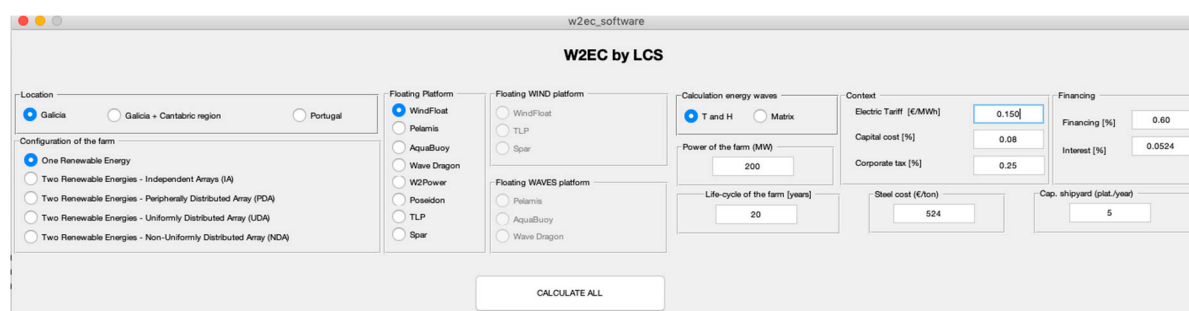 w2ec_software
W2EC by LCS
Location
Galicia
Galicia + Cantabric region
Portugal
Configuration of the farm
One Renewable Energy
Two Renewable Energies - Independent Arrays (IA)
Two Renewable Energies - Peripherally Distributed Array (PDA)
Two Renewable Energies - Uniformly Distributed Array (UDA)
Two Renewable Energies - Non-Uniformly Distributed Array (NDA)
Floating Platform
WindFloat
Pelamis
AquaBuoy
Wave Dragon
W2Power
Poseidon
TLP
Spar
Floating WIND platform
WindFloat
TLP
Spar
Floating WAVES platform
Pelamis
AquaBuoy
Wave Dragon
Calculation energy waves
T and H
Matrix
Power of the farm (MW)
200
Context
Electric Tariff [€/MWh]
0.150
Capital cost [%]
0.08
Corporate tax [%]
0.25
Financing
Financing [%]
0.60
Interest [%]
0.0524
Life-cycle of the farm [years]
20
Steel cost (€/ton)
524
Cap. shipyard (plat./year)
5
CALCULATE ALL